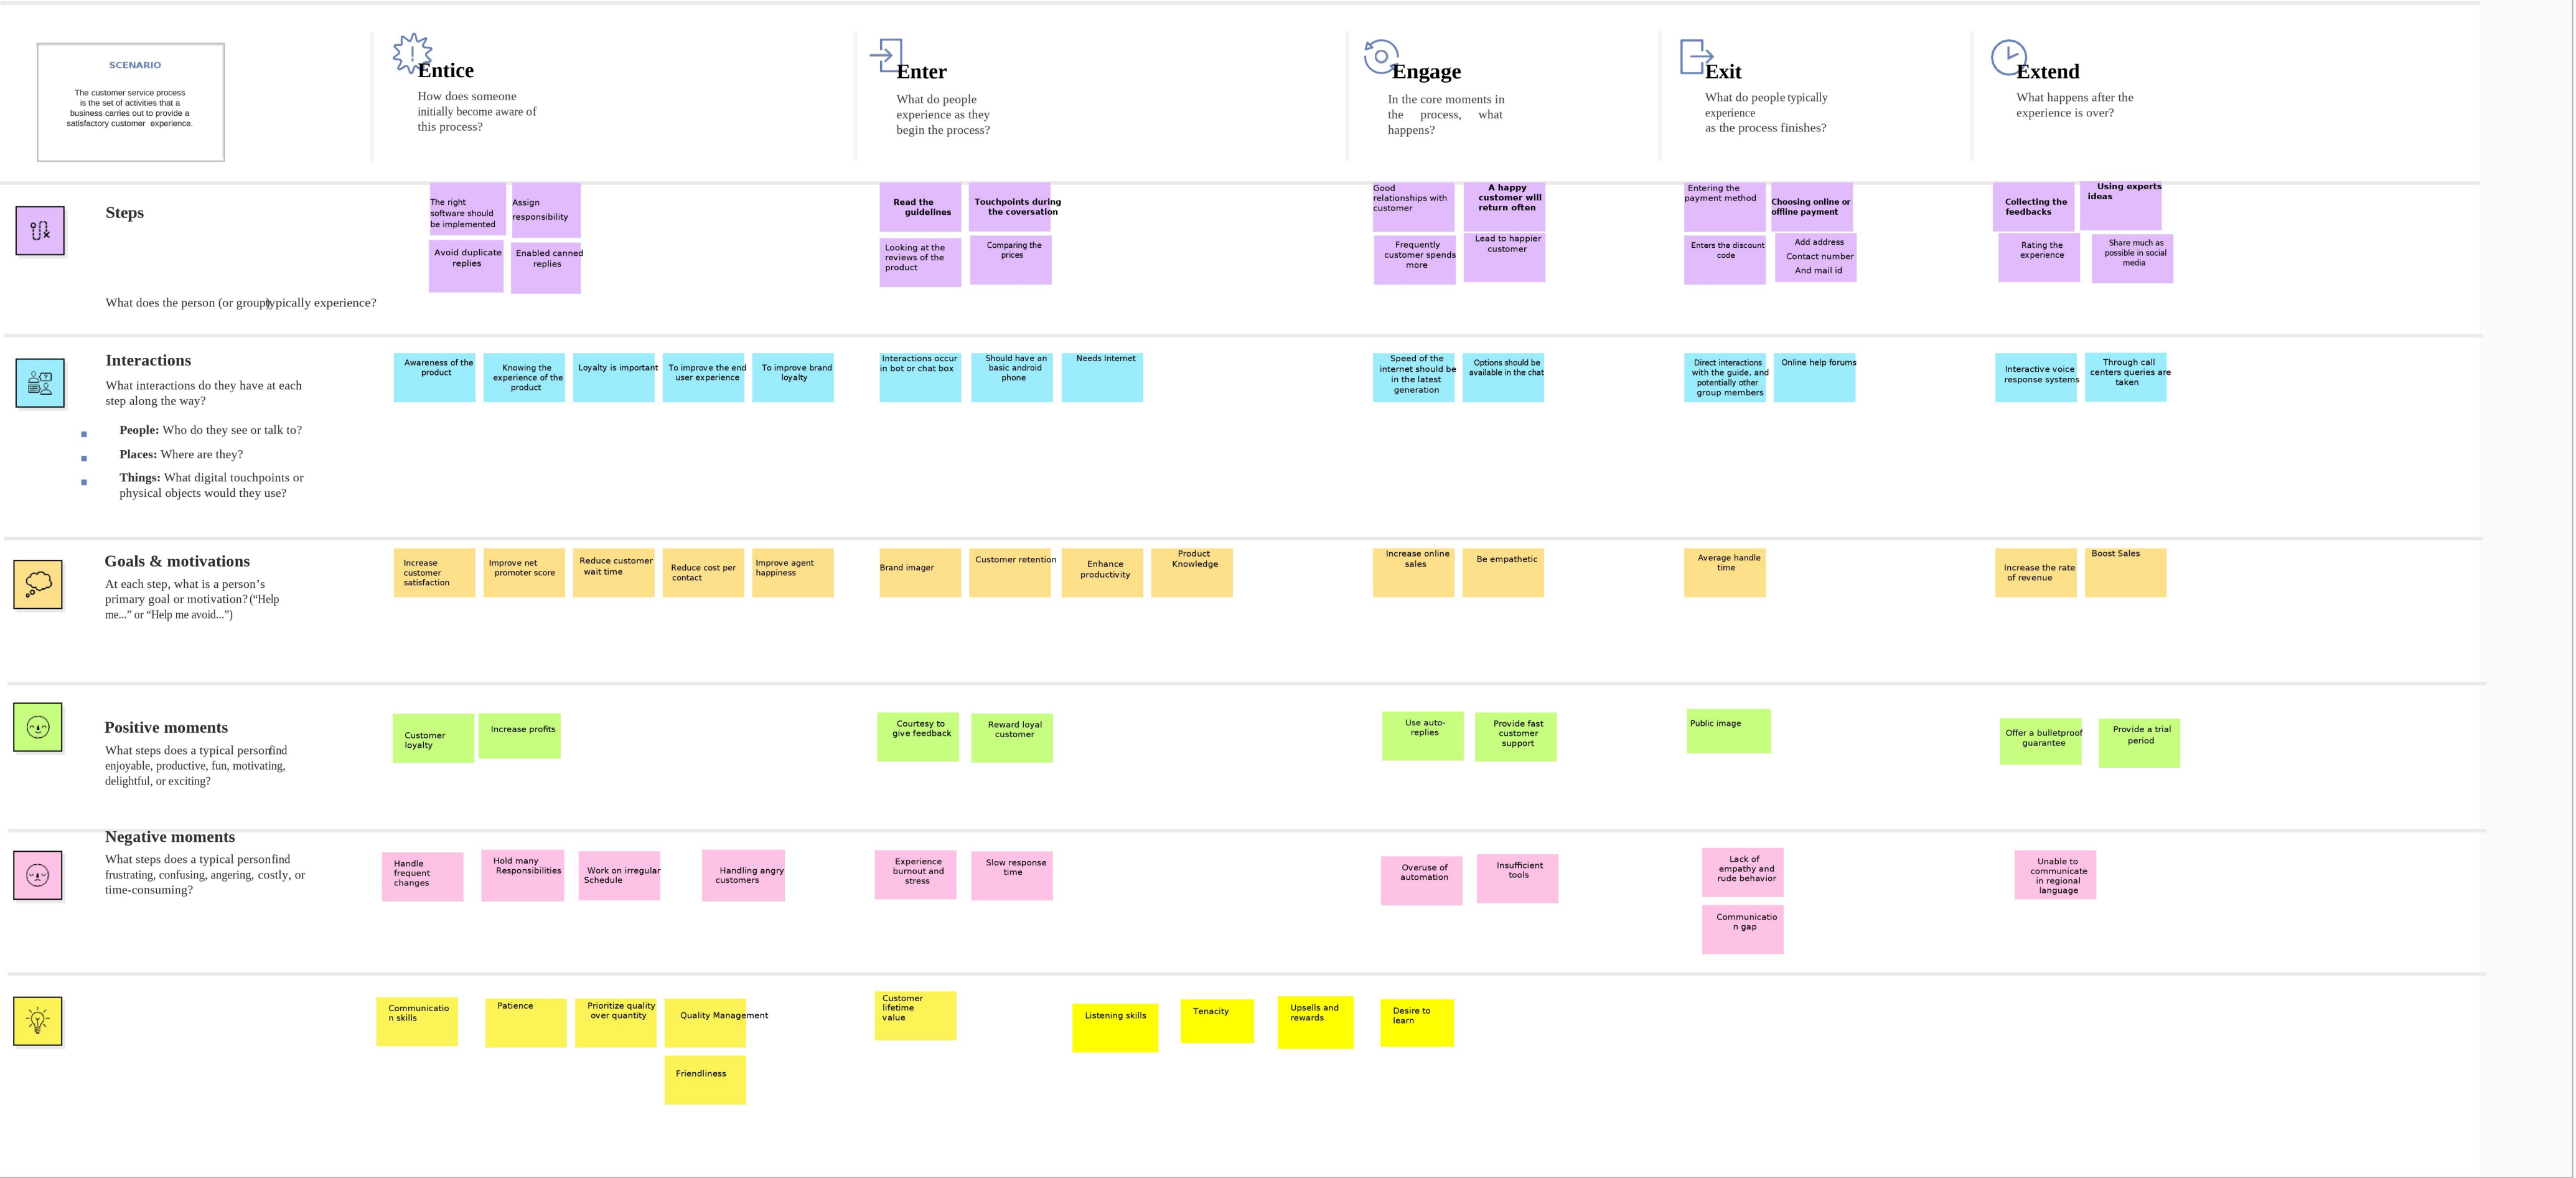 SCENARIO
The customer service process
is the set of activities that a
business carries out to provide a
satisfactory customer experience.
Entice
How does someone
initially become aware of
this process?
Enter
What do people
experience as they
begin the process?
Engage
In the core moments in
the process, what
happens?
Exit
What do people typically
experience
as the process finishes?
Extend
What happens after the
experience is over?
Steps
What does the person (or group)typically experience?
The right
software should
be implemented
Assign
responsibility
Avoid duplicate
replies
Enabled canned
replies
Read the
guidelines
Touchpoints during
the coversation
Looking at the
reviews of the
product
Comparing the
prices
Good
relationships with
customer
A happy
customer will
return often
Frequently
customer spends
more
Lead to happier
customer
Entering the
payment method
Choosing online or
offline payment
Enters the discount
code
Add address
Contact number
And mail id
Collecting the
feedbacks
Using experts
ideas
Rating the
experience
Share much as
possible in social
media
Interactions
What interactions do they have at each
step along the way?
People: Who do they see or talk to?
Places: Where are they?
Things: What digital touchpoints or
physical objects would they use?
Awareness of the
product
Knowing the
experience of the
product
Loyalty is important
To improve the end
user experience
To improve brand
loyalty
Interactions occur
in bot or chat box
Should have an
basic android
phone
Needs Internet
Speed of the
internet should be
in the latest
generation
Options should be
available in the chat
Direct interactions
with the guide, and
potentially other
group members
Online help forums
Interactive voice
response systems
Through call
centers queries are
taken
Goals & motivations
At each step, what is a person’s
primary goal or motivation? (“Help
me...” or “Help me avoid...”)
Increase
customer
satisfaction
Improve net
promoter score
Reduce customer
wait time
Reduce cost per
contact
Improve agent
happiness
Brand imager
Customer retention
Enhance
productivity
Product
Knowledge
Increase online
sales
Be empathetic
Average handle
time
Increase the rate
of revenue
Boost Sales
Positive moments
What steps does a typical personfind
enjoyable, productive, fun, motivating,
delightful, or exciting?
Customer
loyalty
Increase profits
Courtesy to
give feedback
Reward loyal
customer
Use auto-
replies
Provide fast
customer
support
Public image
Offer a bulletproof
guarantee
Provide a trial
period
Negative moments
What steps does a typical personfind
frustrating, confusing, angering, costly, or
time-consuming?
Handle
frequent
changes
Hold many
Responsibilities
Work on irregular
Schedule
Handling angry
customers
Experience
burnout and
stress
Slow response
time
Overuse of
automation
Insufficient
tools
Lack of
empathy and
rude behavior
Communicatio
n gap
Unable to
communicate
in regional
language
Communicatio
n skills
Patience
Prioritize quality
over quantity
Quality Management
Friendliness
Customer
lifetime
value
Listening skills
Tenacity
Upsells and
rewards
Desire to
learn